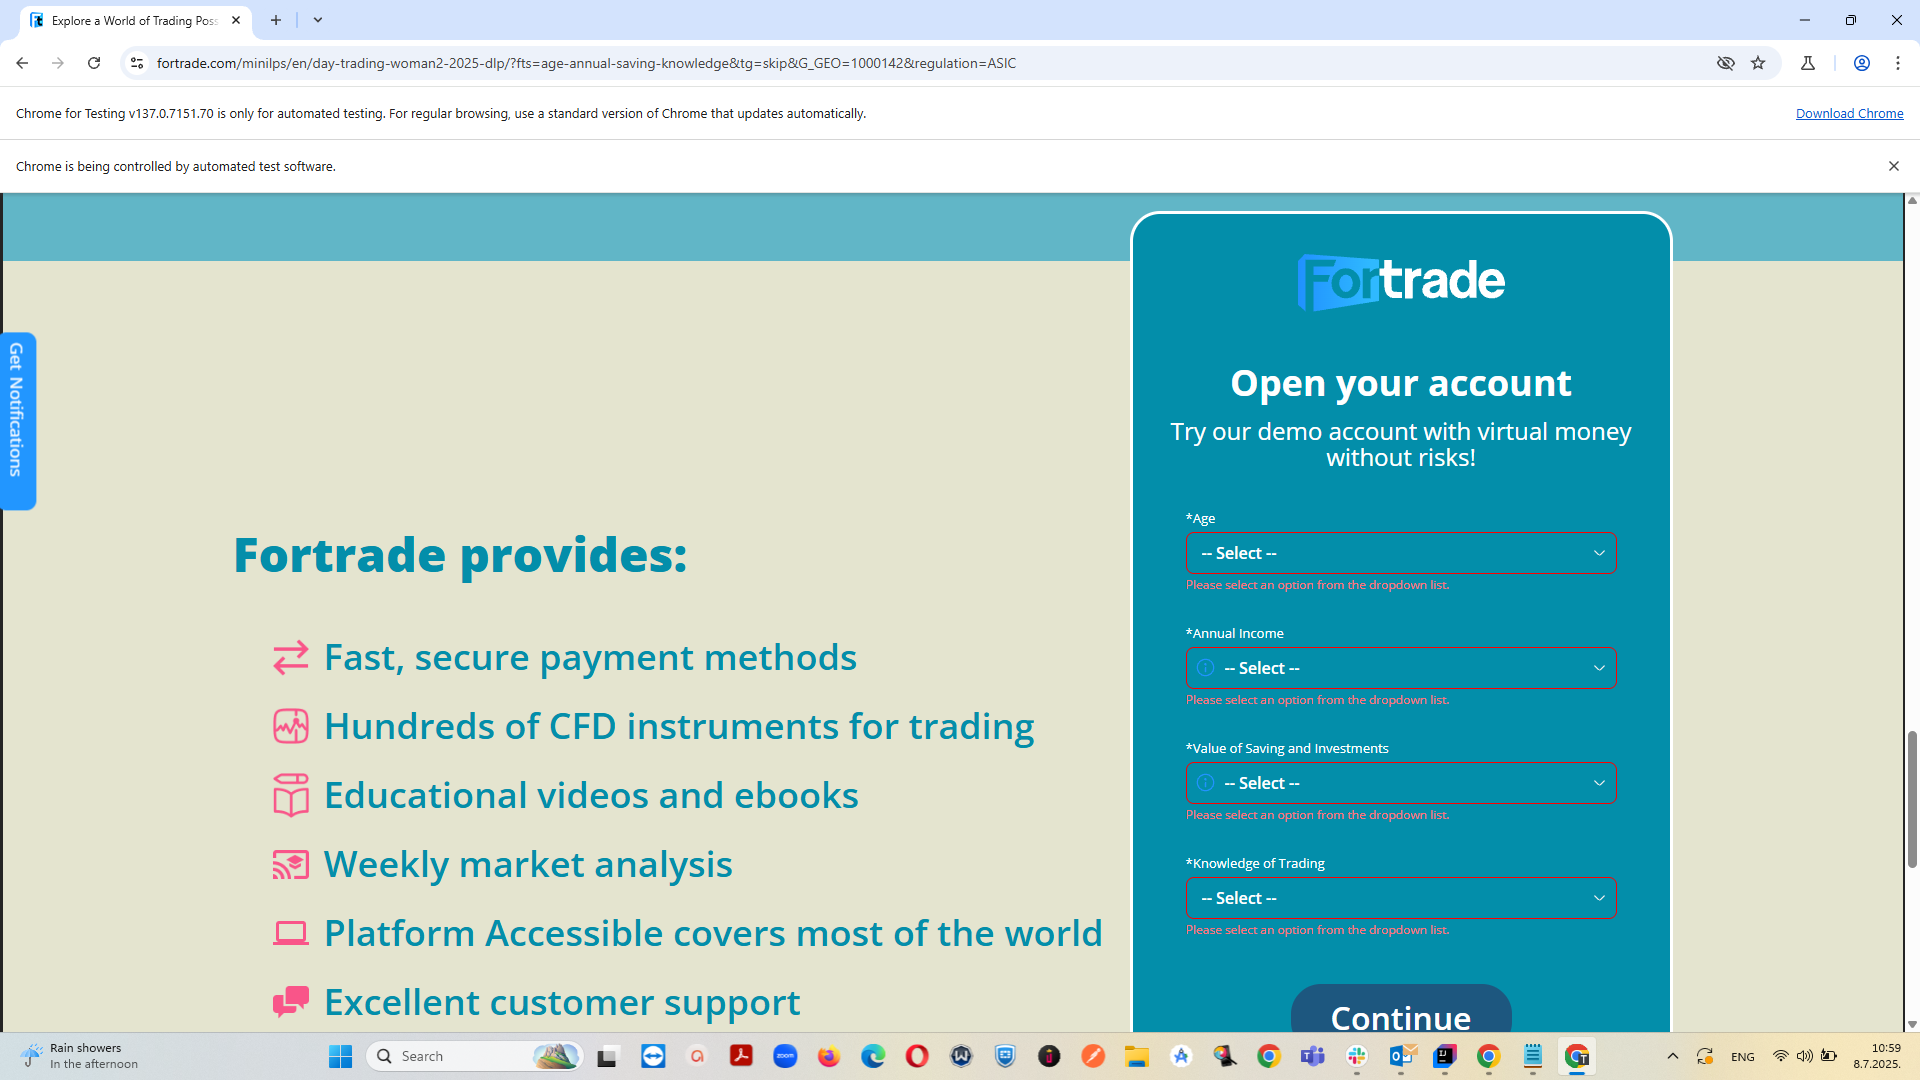 Explore a World of Trading Poss
fortrade.com/minilps/en/day-trading-woman2-2025-dlp/?fts=age-annual-saving-knowledge&tg=skip&G_GEO=1000142&regulation=ASIC
Chrome for Testing v137.0.7151.70 is only for automated testing. For regular browsing, use a standard version of Chrome that updates automatically.
Download Chrome
Chrome is being controlled by automated test software.
Get Notifications
Fortrade provides:
Fast, secure payment methods
Hundreds of CFD instruments for trading
Educational videos and ebooks
Weekly market analysis
Platform Accessible covers most of the world
Excellent customer support
Fortrade
Open your account
Try our demo account with virtual money
without risks!
*Age
-- Select --
Please select an option from the dropdown list.
*Annual Income
-- Select --
Please select an option from the dropdown list.
*Value of Saving and Investments
-- Select --
Please select an option from the dropdown list.
*Knowledge of Trading
-- Select --
Please select an option from the dropdown list.
Continue
Rain showers
In the afternoon
Search
zoom
ENG
10:59
8.7.2025.